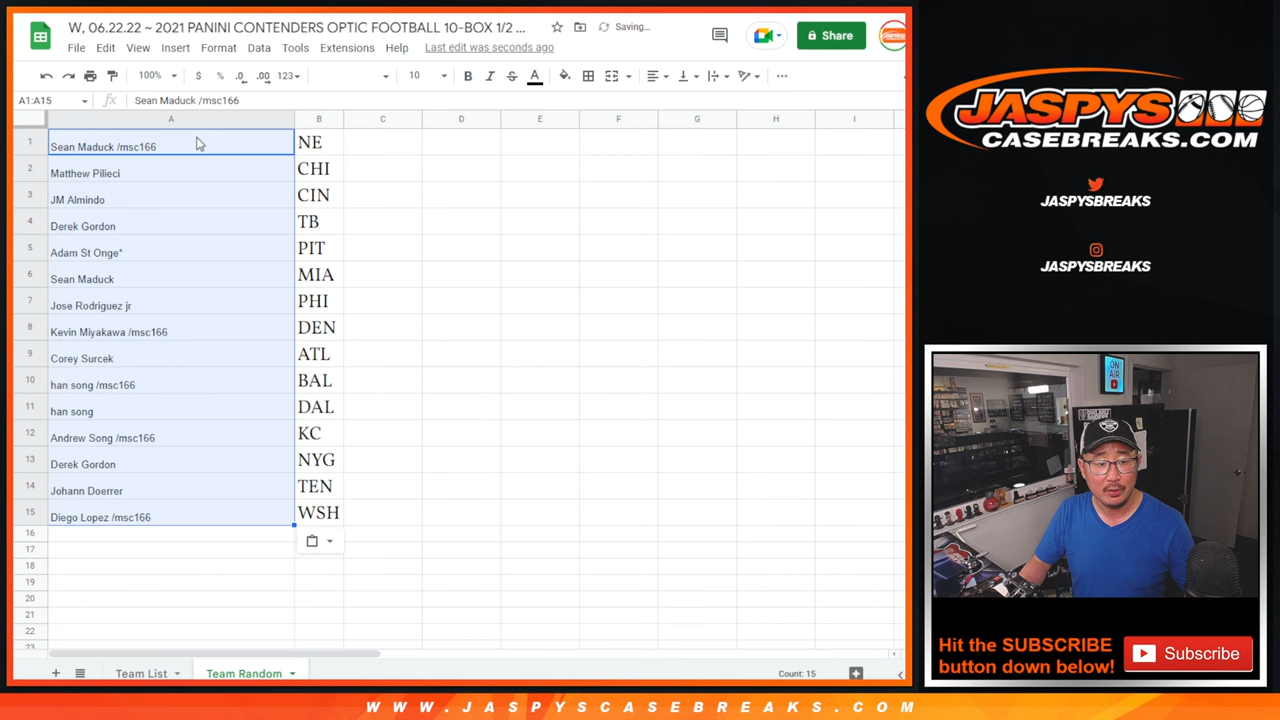 W, 06.22.22 ~ 2021 PANINI CONTENDERS OPTIC FOOTBALL 10-BOX 1/2 ...
Saving...
Share
File Edit View Insert Format Data Tools Extensions Help Last edit was seconds ago
100% $ % .0 .00 123 10 B I S A
A1:A15 fx Sean Maduck /msc166
A B C D E F G H I
1 Sean Maduck /msc166 NE
2 Matthew Pilieci CHI
3 JM Almindo CIN
4 Derek Gordon TB
5 Adam St Onge* PIT
6 Sean Maduck MIA
7 Jose Rodriguez jr PHI
8 Kevin Miyakawa /msc166 DEN
9 Corey Surcek ATL
10 han song /msc166 BAL
11 han song DAL
12 Andrew Song /msc166 KC
13 Derek Gordon NYG
14 Johann Doerrer TEN
15 Diego Lopez /msc166 WSH
16
17
18
19
20
21
22
23
Team List Team Random Count: 15
JASPYS
CASEBREAKS.COM
JASPYSBREAKS
JASPYSBREAKS
ON
AIR
Hit the SUBSCRIBE
button down below!
Subscribe
WWW.JASPYSCASEBREAKS.COM